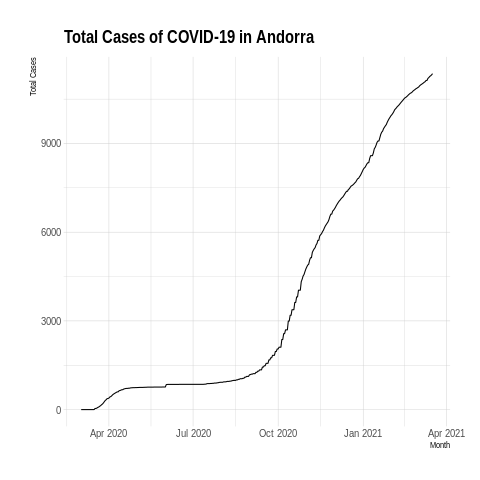 Total Cases of COVID-19 in Andorra
Total Cases
9000
6000
3000
0
Apr 2020 Jul 2020 Oct 2020 Jan 2021 Apr 2021
Month